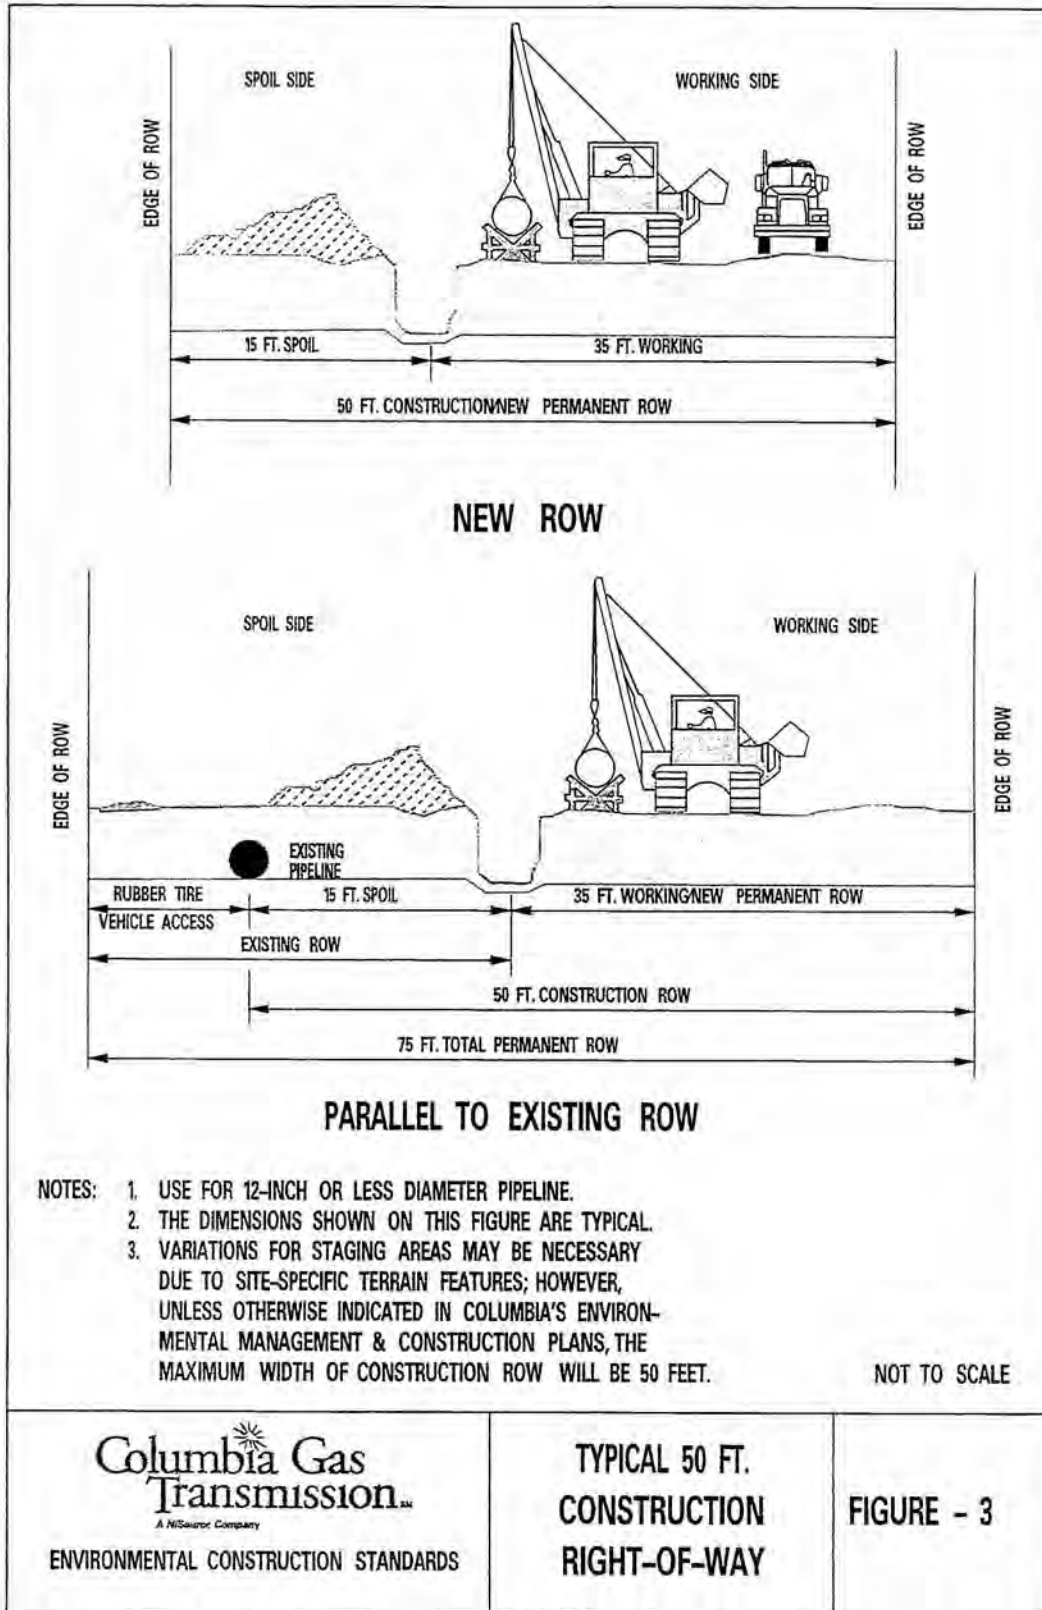 SPOIL SIDE
WORKING SIDE
EDGE OF ROW
EDGE OF ROW
15 FT. SPOIL
35 FT. WORKING
50 FT. CONSTRUCTION/NEW PERMANENT ROW
NEW ROW
SPOIL SIDE
WORKING SIDE
EDGE OF ROW
EDGE OF ROW
EXISTING
PIPELINE
RUBBER TIRE
VEHICLE ACCESS
15 FT. SPOIL
35 FT. WORKING/NEW PERMANENT ROW
EXISTING ROW
50 FT. CONSTRUCTION ROW
75 FT. TOTAL PERMANENT ROW
PARALLEL TO EXISTING ROW
NOTES: 1. USE FOR 12-INCH OR LESS DIAMETER PIPELINE.
2. THE DIMENSIONS SHOWN ON THIS FIGURE ARE TYPICAL.
3. VARIATIONS FOR STAGING AREAS MAY BE NECESSARY
DUE TO SITE-SPECIFIC TERRAIN FEATURES; HOWEVER,
UNLESS OTHERWISE INDICATED IN COLUMBIA'S ENVIRON-
MENTAL MANAGEMENT & CONSTRUCTION PLANS, THE
MAXIMUM WIDTH OF CONSTRUCTION ROW WILL BE 50 FEET.
NOT TO SCALE
Columbia Gas
Transmission
A NiSource Company
ENVIRONMENTAL CONSTRUCTION STANDARDS
TYPICAL 50 FT.
CONSTRUCTION
RIGHT-OF-WAY
FIGURE - 3